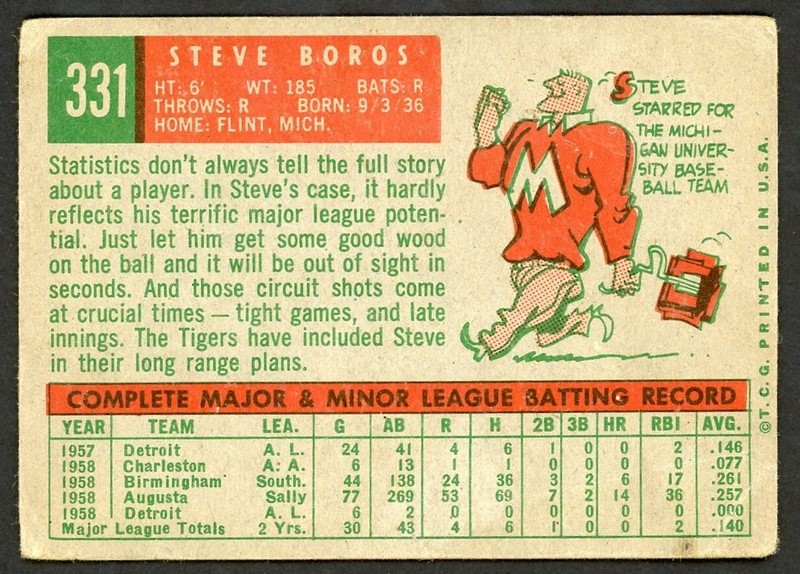 331
STEVE BOROS
HT: 6' WT: 185 BATS: R
THROWS: R BORN: 9/3/36
HOME: FLINT, MICH.
Statistics don't always tell the full story
about a player. In Steve's case, it hardly
reflects his terrific major league poten-
tial. Just let him get some good wood
on the ball and it will be out of sight in
seconds. And those circuit shots come
at crucial times — tight games, and late
innings. The Tigers have included Steve
in their long range plans.
M
STEVE
STARRED FOR
THE MICHI-
GAN UNIVER-
SITY BASE-
BALL TEAM
COMPLETE MAJOR & MINOR LEAGUE BATTING RECORD
YEAR TEAM LEA. G AB R H 2B 3B HR RBI AVG.
1957 Detroit A. L. 24 41 4 6 1 0 0 2 .146
1958 Charleston A. A. 6 13 1 1 0 0 0 0 .077
1958 Birmingham South. 44 138 24 36 3 2 6 17 .261
1958 Augusta Sally 77 269 53 69 7 2 14 36 .257
1958 Detroit A. L. 6 2 0 0 0 0 0 0 .000
Major League Totals 2 Yrs. 30 43 4 6 1 0 0 2 .140
©T.C.G. PRINTED IN U.S.A.